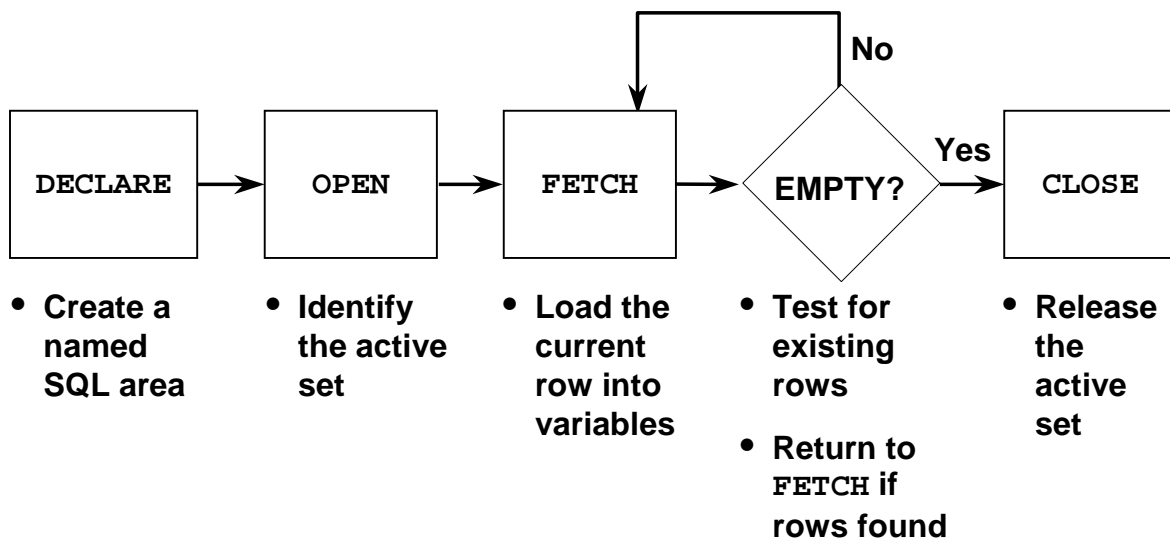 No
Yes
DECLARE
OPEN
FETCH
EMPTY?
CLOSE
• Create a
named
SQL area
• Identify
the active
set
• Load the
current
row into
variables
• Test for
existing
rows
• Return to
FETCH if
rows found
• Release
the
active
set